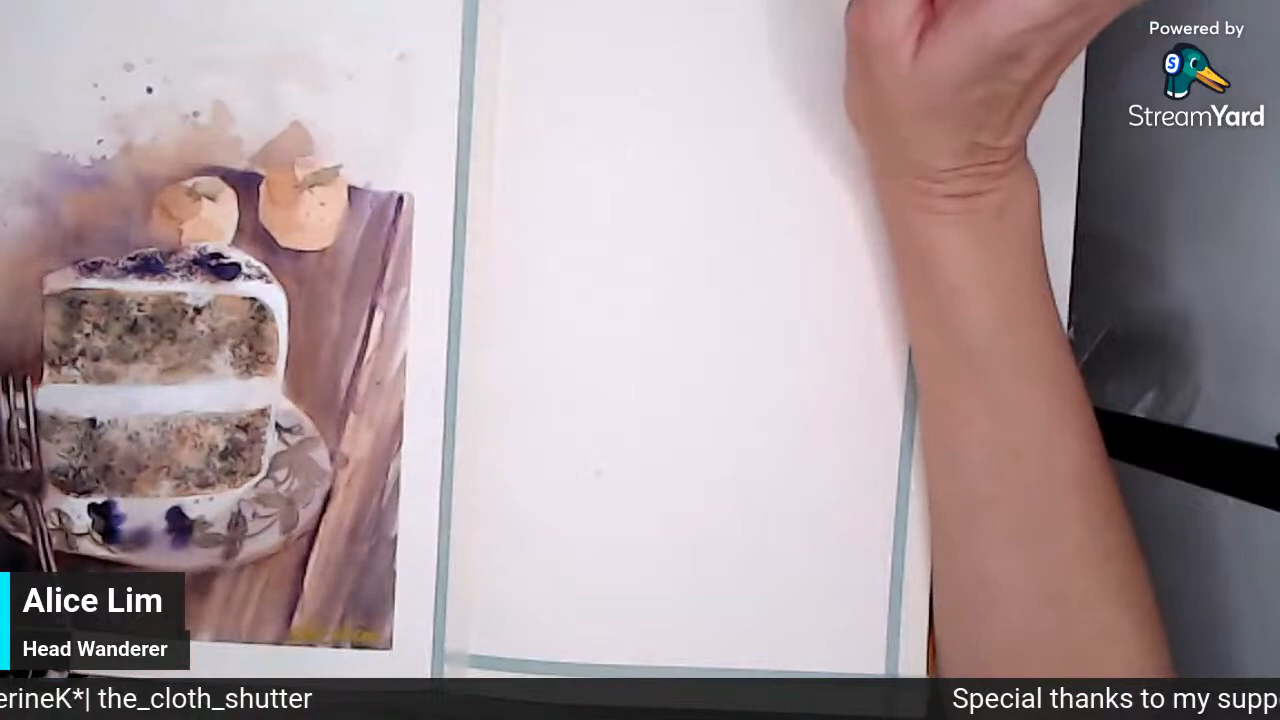 Powered by
StreamYard
Alice Lim
Head Wanderer
erineK*| the_cloth_shutter
Special thanks to my supp